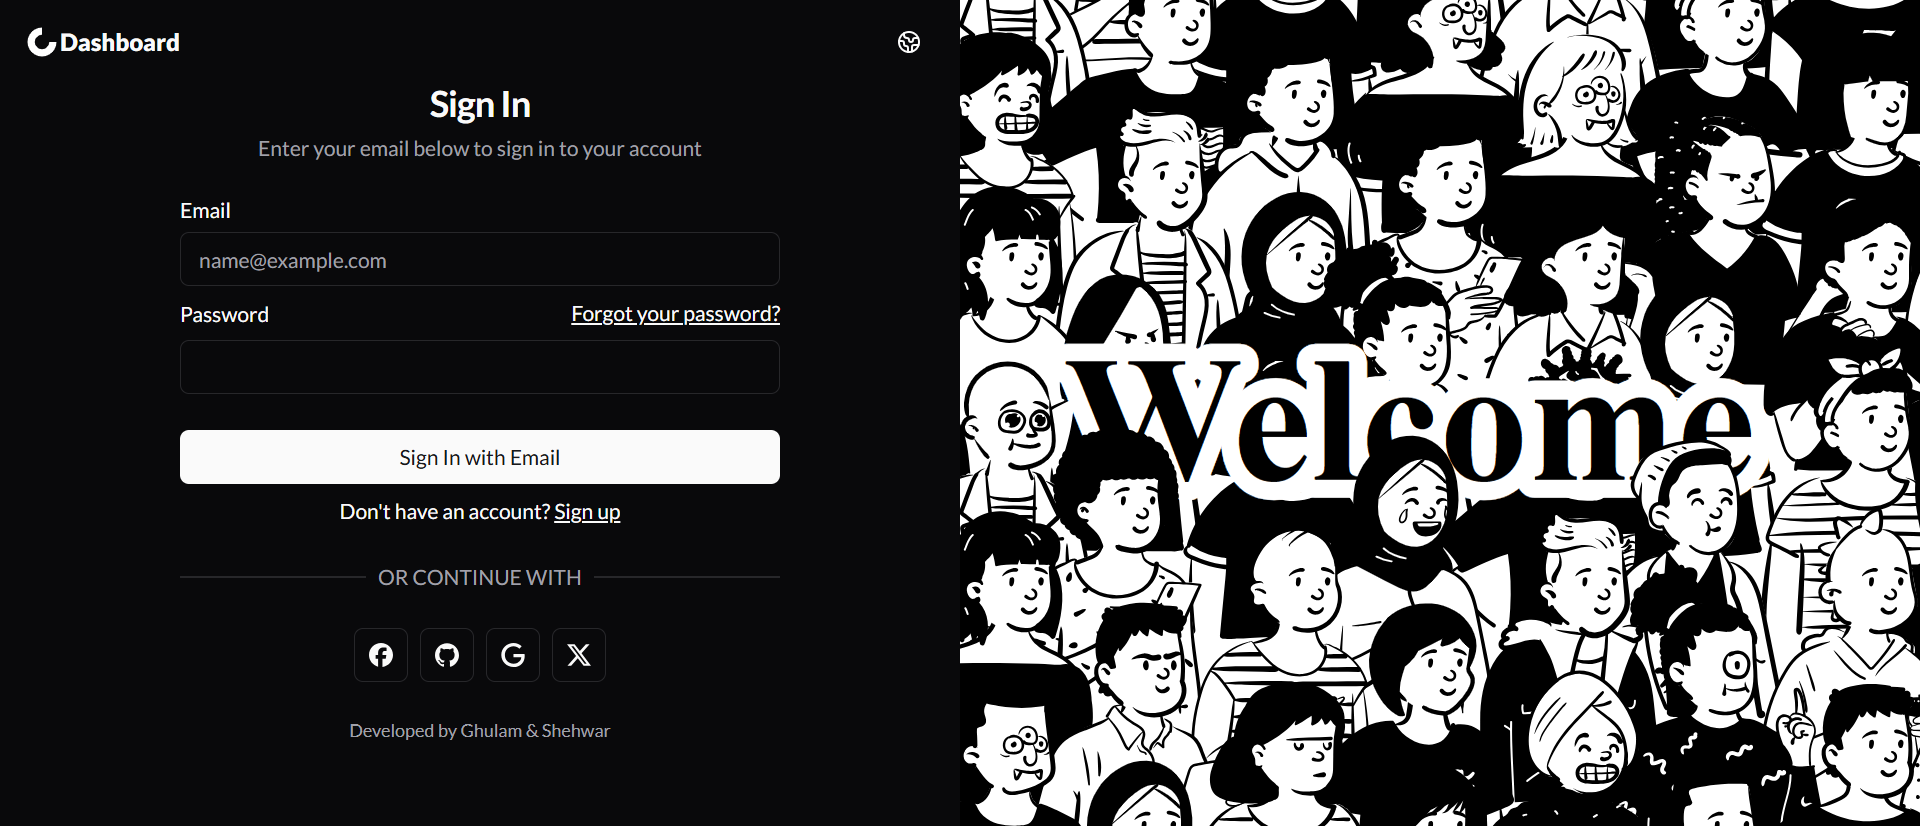 Dashboard
Sign In
Enter your email below to sign in to your account
Email
name@example.com
Password
Forgot your password?
Sign In with Email
Don't have an account? Sign up
OR CONTINUE WITH
Developed by Ghulam & Shehwar
Welcome